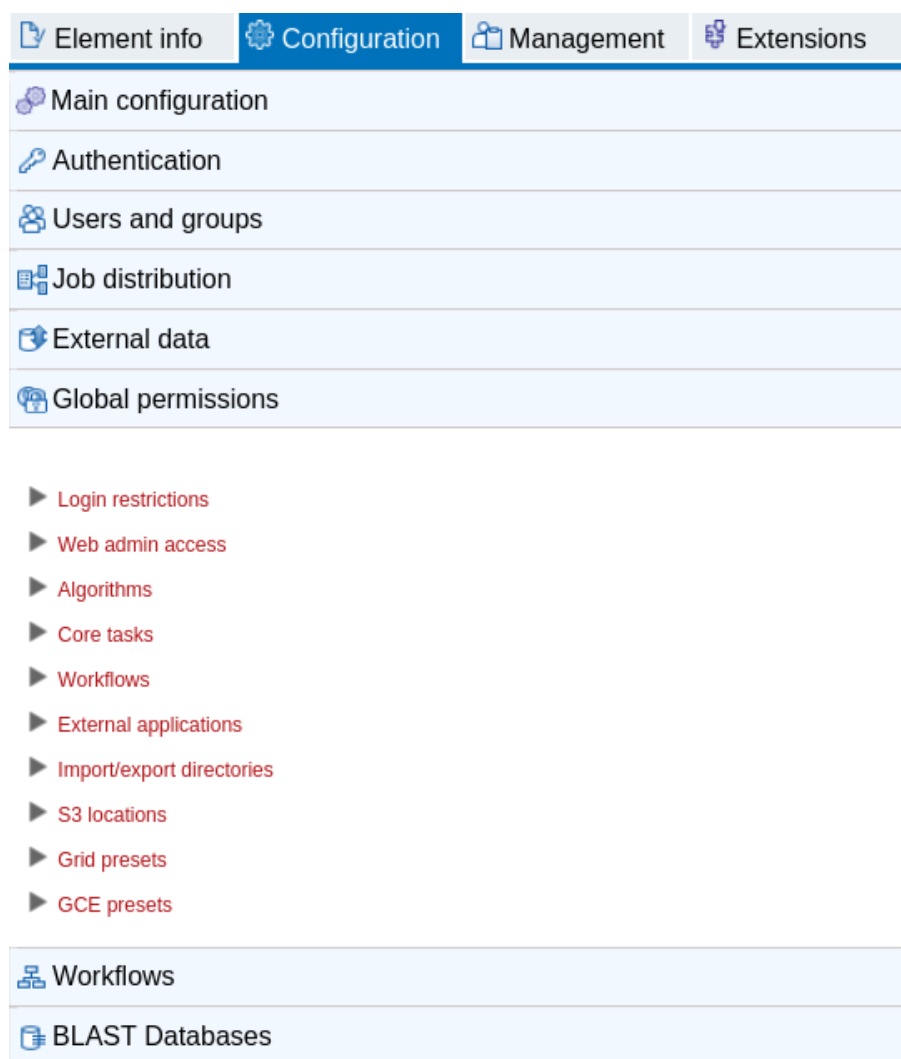 Element info Configuration Management Extensions
Main configuration
Authentication
Users and groups
Job distribution
External data
Global permissions
Login restrictions
Web admin access
Algorithms
Core tasks
Workflows
External applications
Import/export directories
S3 locations
Grid presets
GCE presets
Workflows
BLAST Databases